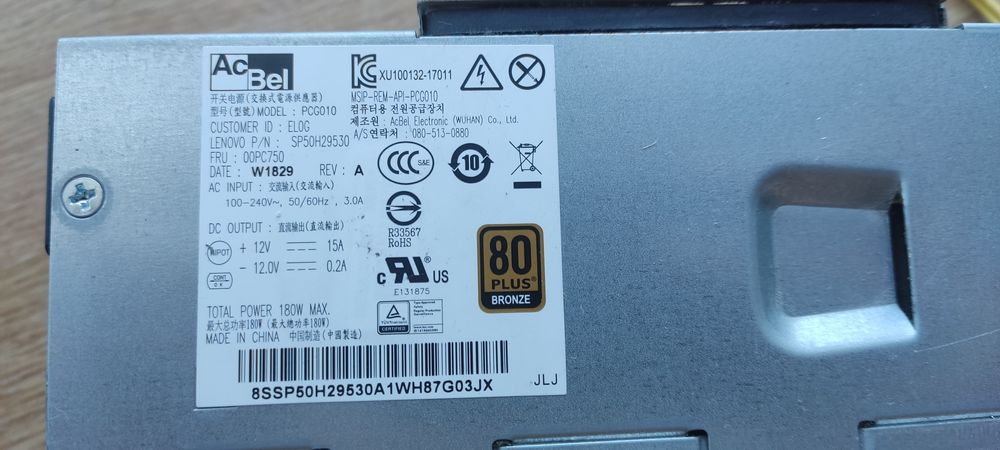 AcBel
开关电源(交換式電源供應器)
型号(型號) MODEL : PCG010
CUSTOMER ID : ELOG
LENOVO P/N : SP50H29530
FRU : 00PC750
DATE : W1829 REV : A
AC INPUT : 交流输入(交流輸入)
100-240V~, 50/60Hz , 3.0A
DC OUTPUT : 直流输出(直流輸出)
+ 12V 15A
- 12.0V 0.2A
HIPOT
CONT
O.K
TOTAL POWER 180W MAX.
最大总功率180W (最大總功率180W)
MADE IN CHINA 中国制造 (中國製造)
XU100132-17011
MSIP-REM-API-PCG010
컴퓨터용 전원공급장치
제조원 : AcBel Electronic (WUHAN) Co., Ltd.
A/S연락처 : 080-513-0880
CCC S&E
10
R33567
RoHS
c RU ® US
E131875
80
PLUS®
BRONZE
TÜVRheinland
CERTIFIED
8SSP50H29530A1WH87G03JX
JLJ